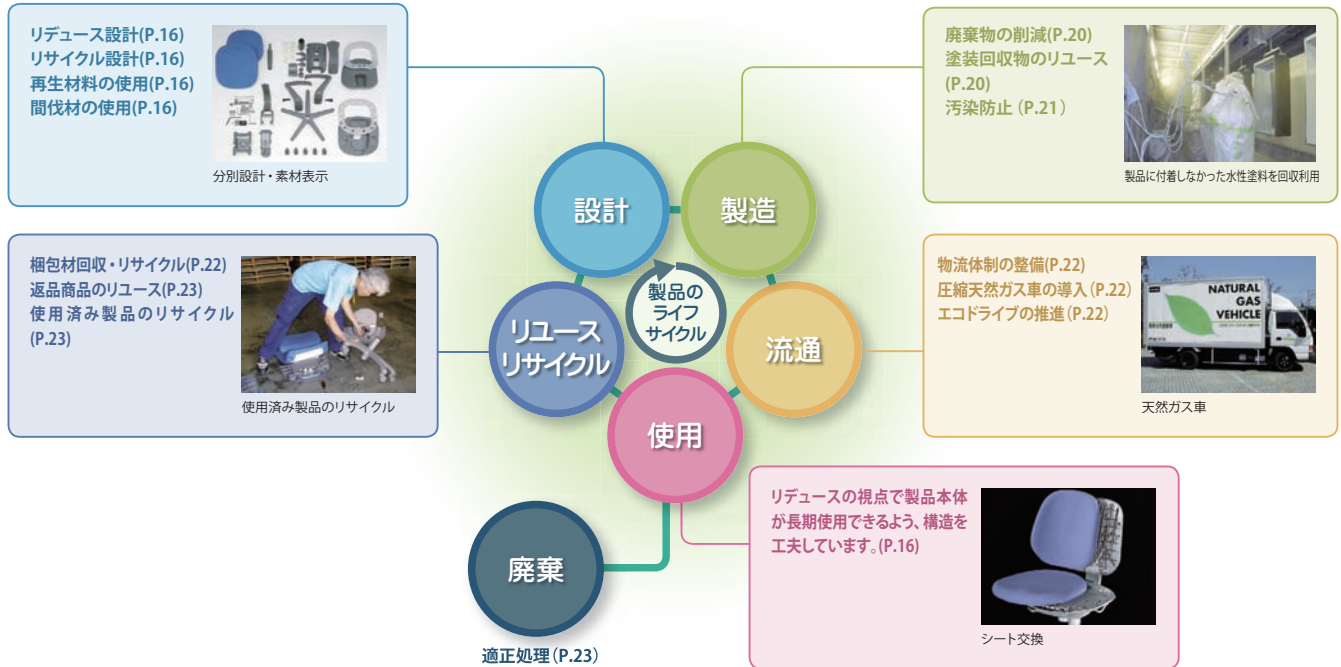 リデュース設計(P.16)
リサイクル設計(P.16)
再生材料の使用(P.16)
間伐材の使用(P.16)
分別設計・素材表示
廃棄物の削減(P.20)
塗装回収物のリユース
(P.20)
汚染防止(P.21)
製品に付着しなかった水性塗料を回収利用
設計
製造
梱包材回収・リサイクル(P.22)
返品商品のリユース(P.23)
使用済み製品のリサイクル
(P.23)
使用済み製品のリサイクル
製品の
ライフ
サイクル
リユース
リサイクル
流通
物流体制の整備(P.22)
圧縮天然ガス車の導入(P.22)
エコドライブの推進(P.22)
NATURAL
GAS
VEHICLE
天然ガス車
使用
リデュースの視点で製品本体
が長期使用できるよう、構造を
工夫しています。(P.16)
シート交換
廃棄
適正処理(P.23)